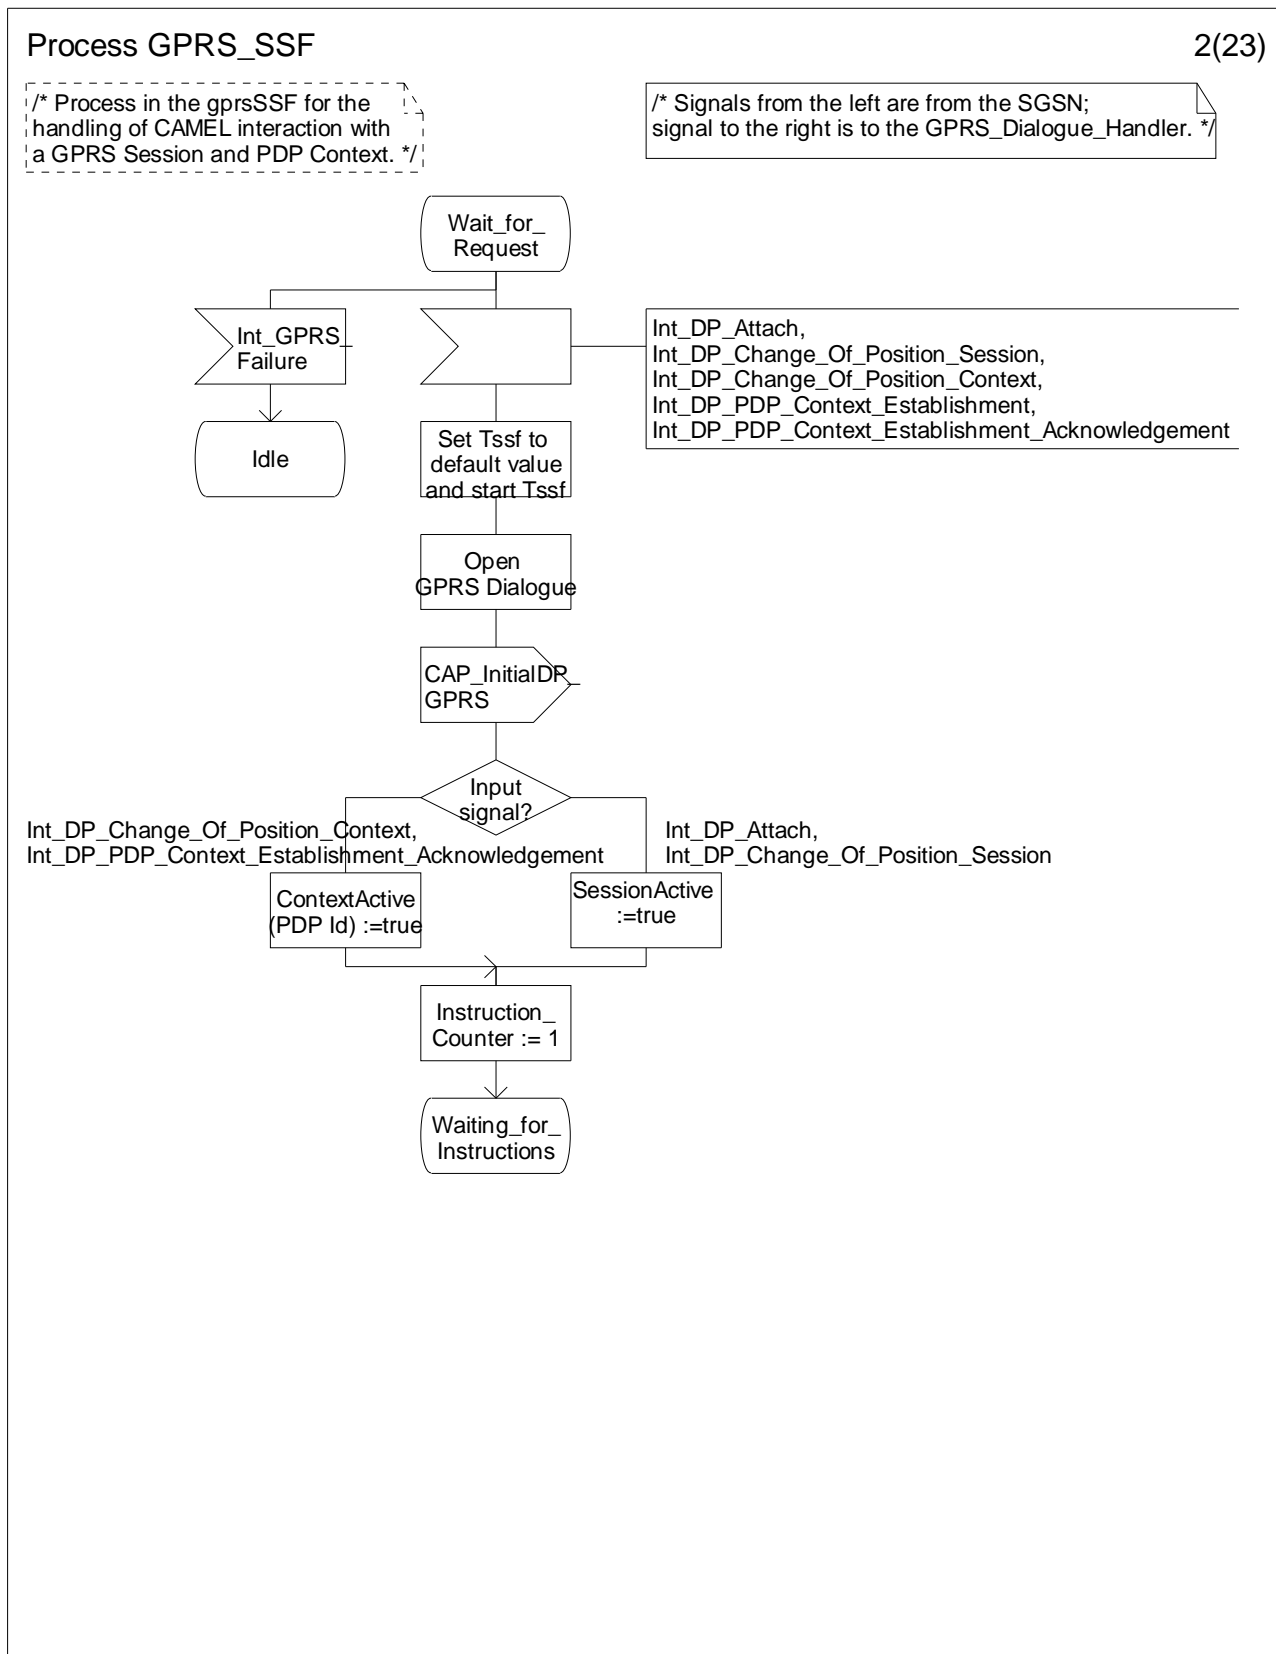 Process GPRS_SSF
2(23)
/* Process in the gprsSSF for the
handling of CAMEL interaction with
a GPRS Session and PDP Context. */
/* Signals from the left are from the SGSN;
signal to the right is to the GPRS_Dialogue_Handler. */
Wait_for_
Request
Int_GPRS_
Failure
Int_DP_Attach,
Int_DP_Change_Of_Position_Session,
Int_DP_Change_Of_Position_Context,
Int_DP_PDP_Context_Establishment,
Int_DP_PDP_Context_Establishment_Acknowledgement
Idle
Set Tssf to
default value
and start Tssf
Open
GPRS Dialogue
CAP_InitialDP_
GPRS
Input
signal?
Int_DP_Change_Of_Position_Context,
Int_DP_PDP_Context_Establishment_Acknowledgement
Int_DP_Attach,
Int_DP_Change_Of_Position_Session
ContextActive
(PDP Id) :=true
SessionActive
:=true
Instruction_
Counter := 1
Waiting_for_
Instructions